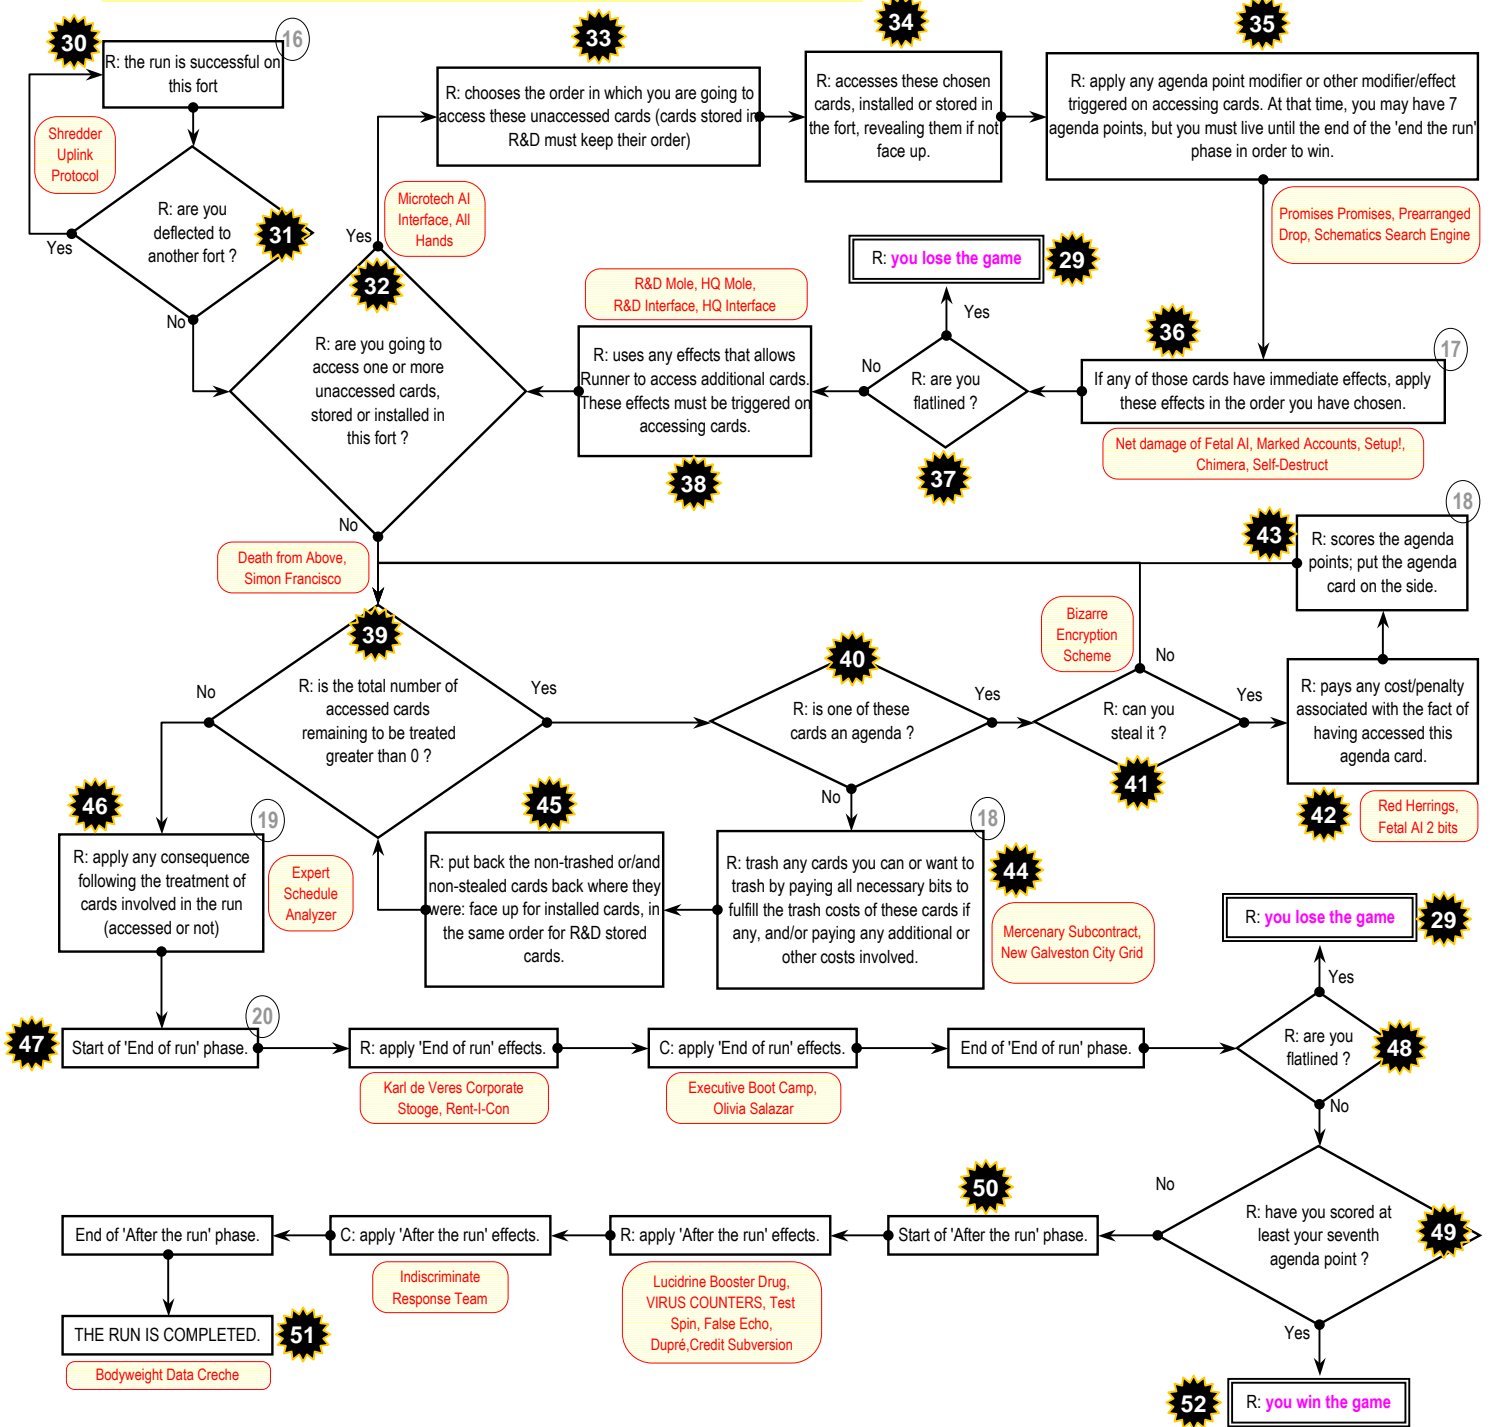 30
16
R: the run is successful on
this fort
Shredder
Uplink
Protocol
R: are you
deflected to
another fort ?
31
Yes
No
33
R: chooses the order in which you are going to
access these unaccessed cards (cards stored in
R&D must keep their order)
34
R: accesses these chosen
cards, installed or stored in
the fort, revealing them if not
face up.
35
R: apply any agenda point modifier or other modifier/effect
triggered on accessing cards. At that time, you may have 7
agenda points, but you must live until the end of the 'end the run'
phase in order to win.
Promises Promises, Prearranged
Drop, Schematics Search Engine
Microtech AI
Interface, All
Hands
Yes
32
R: are you going to
access one or more
unaccessed cards,
stored or installed in
this fort ?
No
R&D Mole, HQ Mole,
R&D Interface, HQ Interface
R: uses any effects that allows
Runner to access additional cards.
These effects must be triggered on
accessing cards.
38
R: you lose the game
29
Yes
No
R: are you
flatlined ?
37
36
17
If any of those cards have immediate effects, apply
these effects in the order you have chosen.
Net damage of Fetal AI, Marked Accounts, Setup!,
Chimera, Self-Destruct
Death from Above,
Simon Francisco
43
18
R: scores the agenda
points; put the agenda
card on the side.
39
R: is the total number of
accessed cards
remaining to be treated
greater than 0 ?
No
Yes
40
R: is one of these
cards an agenda ?
Yes
No
Bizarre
Encryption
Scheme
No
R: can you
steal it ?
Yes
41
R: pays any cost/penalty
associated with the fact of
having accessed this
agenda card.
42
Red Herrings,
Fetal AI 2 bits
46
19
R: apply any consequence
following the treatment of
cards involved in the run
(accessed or not)
Expert
Schedule
Analyzer
45
R: put back the non-trashed or/and
non-stealed cards back where they
were: face up for installed cards, in
the same order for R&D stored
cards.
18
R: trash any cards you can or want to
trash by paying all necessary bits to
fulfill the trash costs of these cards if
any, and/or paying any additional or
other costs involved.
44
Mercenary Subcontract,
New Galveston City Grid
R: you lose the game
29
Yes
47
20
Start of 'End of run' phase.
R: apply 'End of run' effects.
Karl de Veres Corporate
Stooge, Rent-I-Con
C: apply 'End of run' effects.
Executive Boot Camp,
Olivia Salazar
End of 'End of run' phase.
R: are you
flatlined ?
48
No
R: have you scored at
least your seventh
agenda point ?
49
No
Yes
50
Start of 'After the run' phase.
R: apply 'After the run' effects.
Lucidrine Booster Drug,
VIRUS COUNTERS, Test
Spin, False Echo,
Dupré,Credit Subversion
C: apply 'After the run' effects.
Indiscriminate
Response Team
End of 'After the run' phase.
THE RUN IS COMPLETED.
51
Bodyweight Data Creche
52
R: you win the game